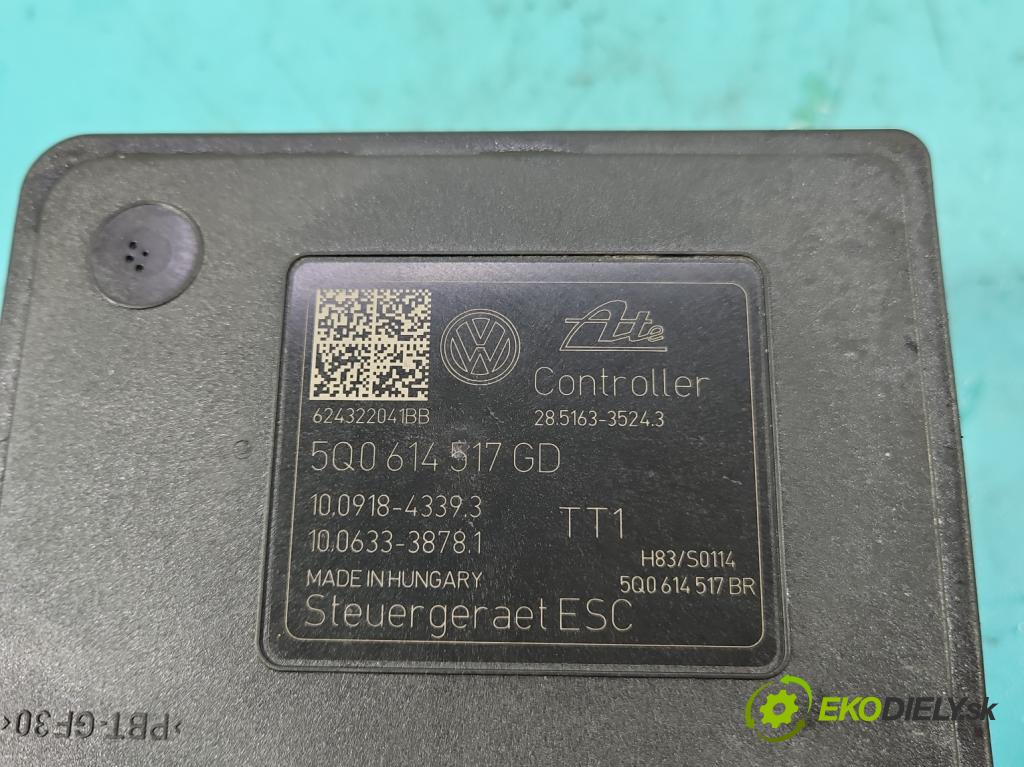 Ate
Controller
624322041BB
28.5163-3524.3
5Q0 614 517 GD
10.0918-4339.3
10.0633-3878.1
TT1
H83/S0114
MADE IN HUNGARY
5Q0 614 517 BR
Steuergeraet ESC
>PBT-GF30<
EKODIELY.sk